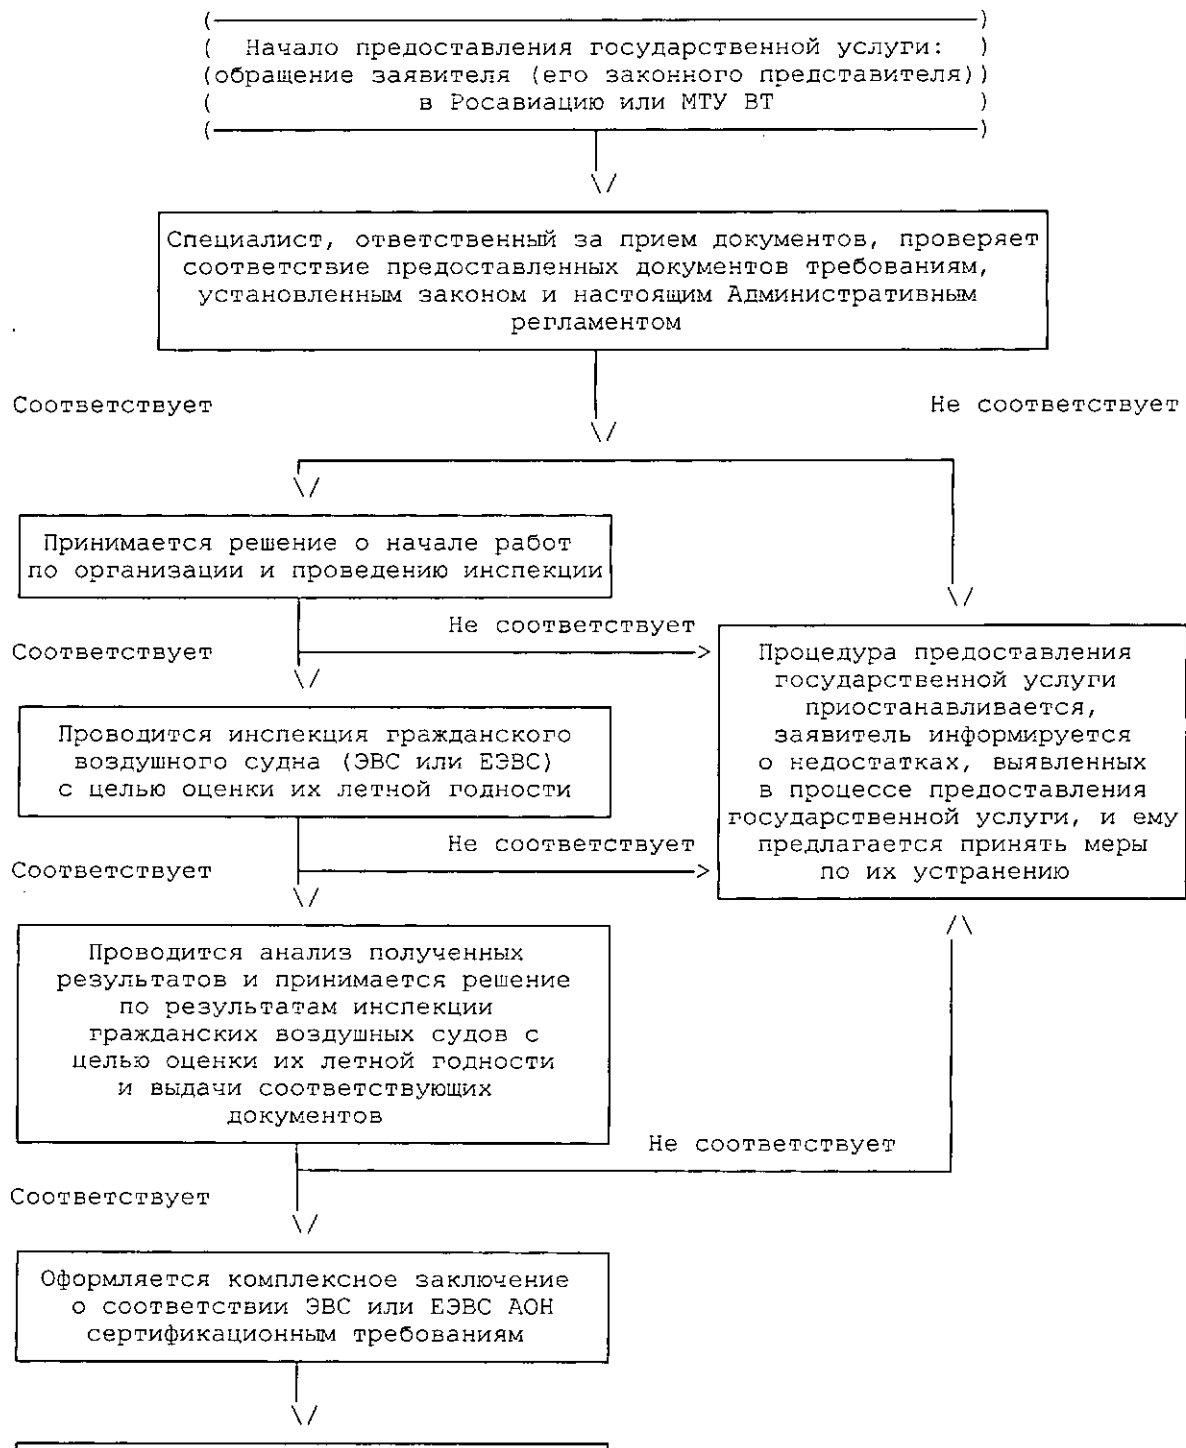 Начало предоставления государственной услуги:
обращение заявителя (его законного представителя)
в Росавиацию или МТУ ВТ
Специалист, ответственный за прием документов, проверяет
соответствие предоставленных документов требованиям,
установленным законом и настоящим Административным
регламентом
Соответствует
Не соответствует
Принимается решение о начале работ
по организации и проведению инспекции
Не соответствует
Соответствует
Процедура предоставления
государственной услуги
приостанавливается,
заявитель информируется
о недостатках, выявленных
в процессе предоставления
государственной услуги, и ему
предлагается принять меры
по их устранению
Проводится инспекция гражданского
воздушного судна (ЭВС или ЕЭВС)
с целью оценки их летной годности
Не соответствует
Соответствует
Проводится анализ полученных
результатов и принимается решение
по результатам инспекции
гражданских воздушных судов с
целью оценки их летной годности
и выдачи соответствующих
документов
Не соответствует
Соответствует
Оформляется комплексное заключение
о соответствии ЭВС или ЕЭВС АОН
сертификационным требованиям